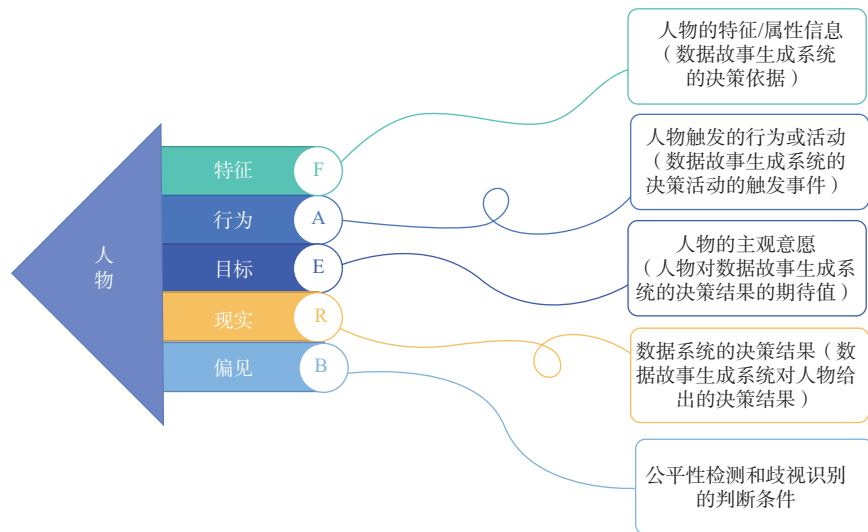 人物
特征 F
行为 A
目标 E
现实 R
偏见 B
人物的特征/属性信息
（数据故事生成系统
的决策依据）
人物触发的行为或活动
（数据故事生成系统的
决策活动的触发事件）
人物的主观意愿
（人物对数据故事生成系
统的决策结果的期待值）
数据系统的决策结果（数
据故事生成系统对人物给
出的决策结果）
公平性检测和歧视识别
的判断条件